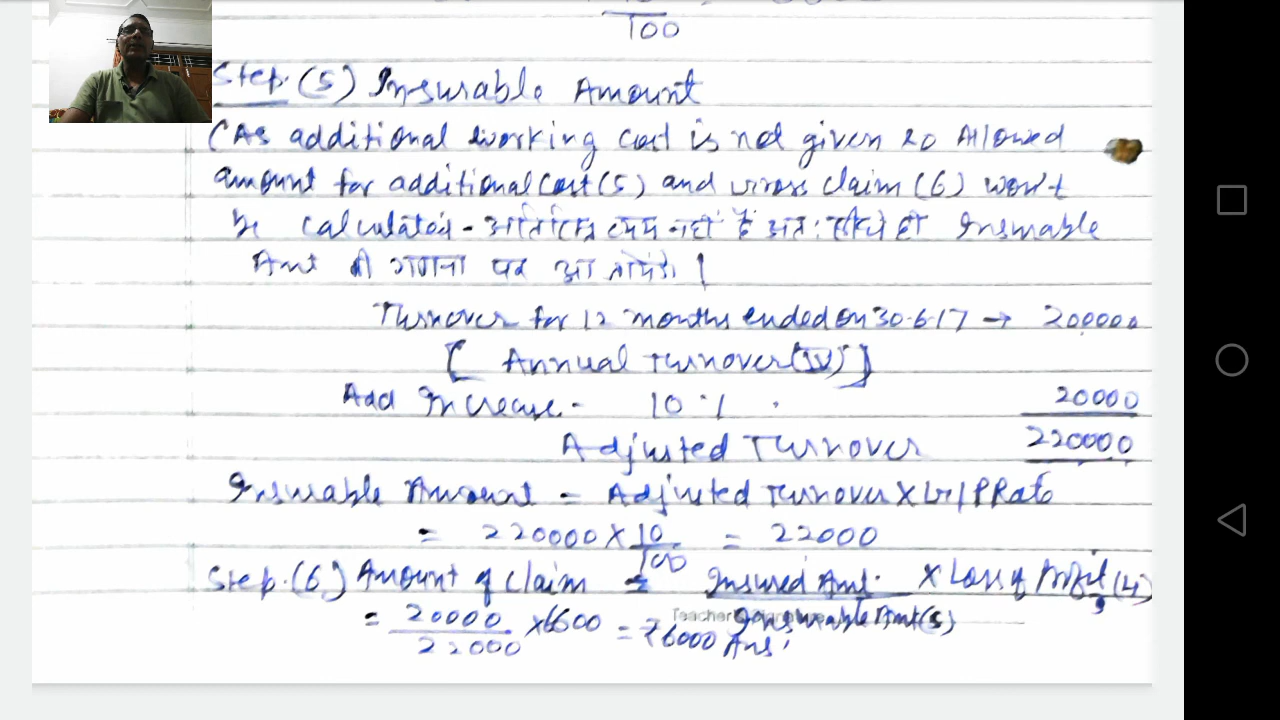 100
Step.(5) Insurable Amount
(As additional working cost is not given so Allowed
amount for additional Cost (5) and Gross Claim (6) won't
be calculated - अतिरिक्त व्यय नहीं है अतः सीधे ही Insurable
Amt की गणना पर आ जायेंगे।
Turnover for 12 months ended on 30.6.17 → 200000
[ Annual Turnover (IV) ]
Add Increase - 10 % 20000
Adjusted Turnover 220000
Insurable Amount = Adjusted Turnover X G/P Rate
= 220000 X 10/100 = 22000
Step.(6.) Amount of Claim = Insured Amt. / Insurable Amt (5) X Loss of Profit (4)
= 20000/22000 X 6600 = ₹6000 Ans.